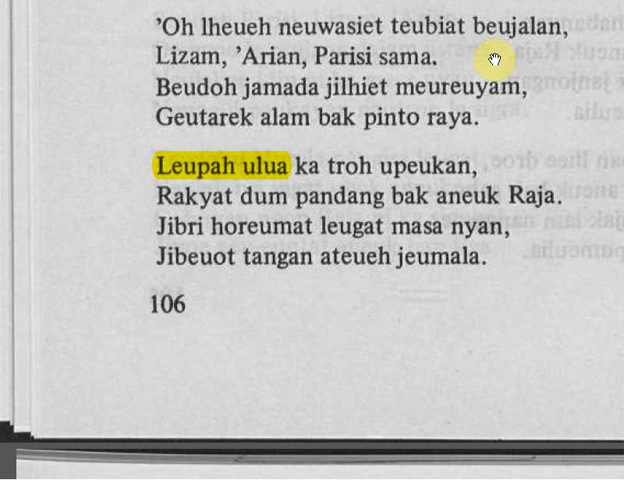 ’Oh lheueh neuwasiet teubiat beujalan,
Lizam, ’Arian, Parisi sama.
Beudoh jamada jilhiet meureuyam,
Geutarek alam bak pinto raya.
Leupah ulua ka troh upeukan,
Rakyat dum pandang bak aneuk Raja.
Jibri horeumat leugat masa nyan,
Jibeuot tangan ateueh jeumala.
106